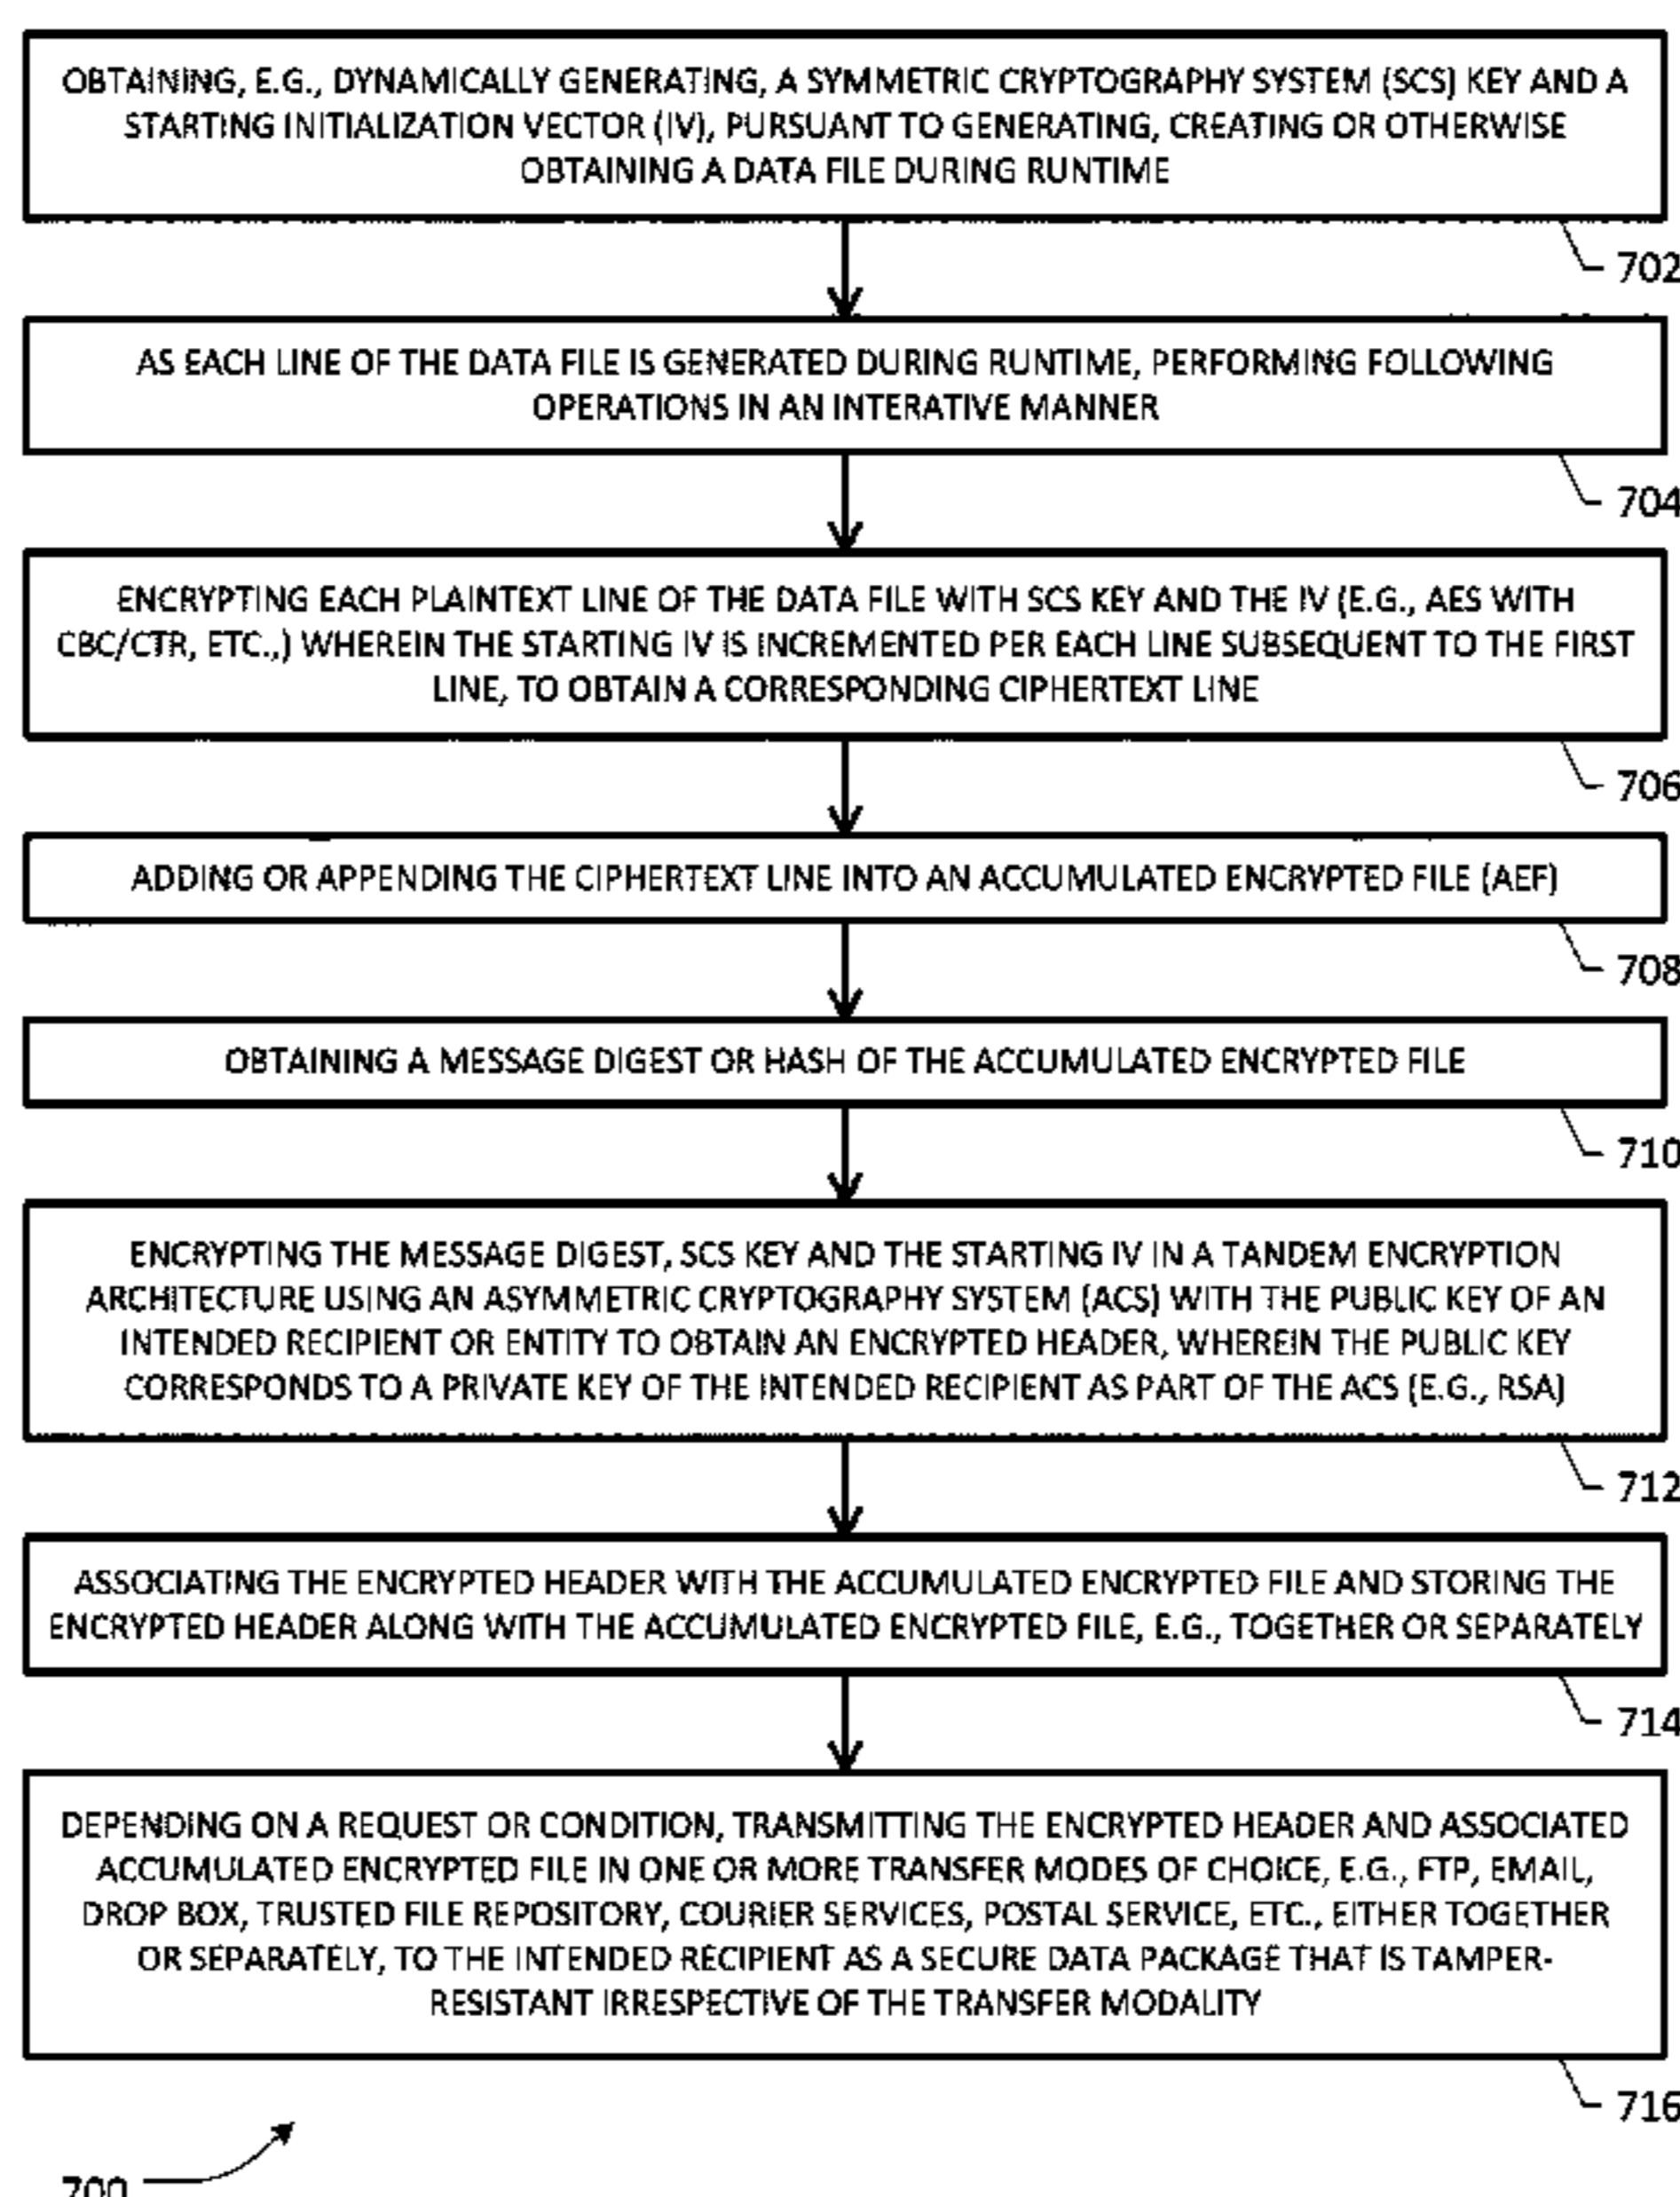 OBTAINING, E.G., DYNAMICALLY GENERATING, A SYMMETRIC CRYPTOGRAPHY SYSTEM (SCS) KEY AND A
STARTING INITIALIZATION VECTOR (IV), PURSUANT TO GENERATING, CREATING OR OTHERWISE
OBTAINING A DATA FILE DURING RUNTIME
702
AS EACH LINE OF THE DATA FILE IS GENERATED DURING RUNTIME, PERFORMING FOLLOWING
OPERATIONS IN AN INTERATIVE MANNER
704
ENCRYPTING EACH PLAINTEXT LINE OF THE DATA FILE WITH SCS KEY AND THE IV (E.G., AES WITH
CBC/CTR, ETC.,) WHEREIN THE STARTING IV IS INCREMENTED PER EACH LINE SUBSEQUENT TO THE FIRST
LINE, TO OBTAIN A CORRESPONDING CIPHERTEXT LINE
706
ADDING OR APPENDING THE CIPHERTEXT LINE INTO AN ACCUMULATED ENCRYPTED FILE (AEF)
708
OBTAINING A MESSAGE DIGEST OR HASH OF THE ACCUMULATED ENCRYPTED FILE
710
ENCRYPTING THE MESSAGE DIGEST, SCS KEY AND THE STARTING IV IN A TANDEM ENCRYPTION
ARCHITECTURE USING AN ASYMMETRIC CRYPTOGRAPHY SYSTEM (ACS) WITH THE PUBLIC KEY OF AN
INTENDED RECIPIENT OR ENTITY TO OBTAIN AN ENCRYPTED HEADER, WHEREIN THE PUBLIC KEY
CORRESPONDS TO A PRIVATE KEY OF THE INTENDED RECIPIENT AS PART OF THE ACS (E.G., RSA)
712
ASSOCIATING THE ENCRYPTED HEADER WITH THE ACCUMULATED ENCRYPTED FILE AND STORING THE
ENCRYPTED HEADER ALONG WITH THE ACCUMULATED ENCRYPTED FILE, E.G., TOGETHER OR SEPARATELY
714
DEPENDING ON A REQUEST OR CONDITION, TRANSMITTING THE ENCRYPTED HEADER AND ASSOCIATED
ACCUMULATED ENCRYPTED FILE IN ONE OR MORE TRANSFER MODES OF CHOICE, E.G., FTP, EMAIL,
DROP BOX, TRUSTED FILE REPOSITORY, COURIER SERVICES, POSTAL SERVICE, ETC., EITHER TOGETHER
OR SEPARATELY, TO THE INTENDED RECIPIENT AS A SECURE DATA PACKAGE THAT IS TAMPER-
RESISTANT IRRESPECTIVE OF THE TRANSFER MODALITY
716
700